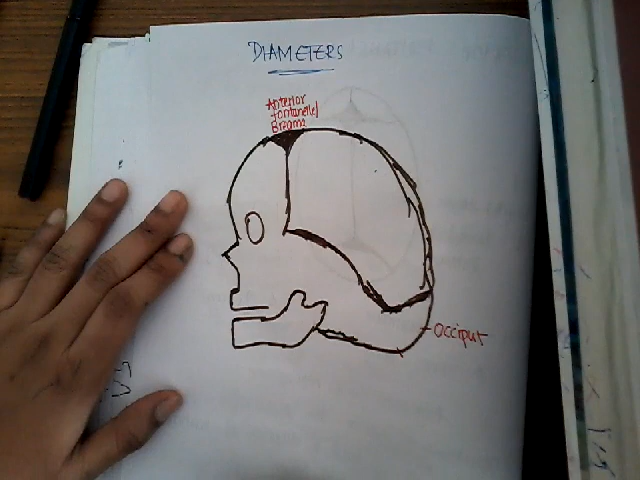 DIAMETERS
Anterior
fontanelle/
Bregma
Occiput